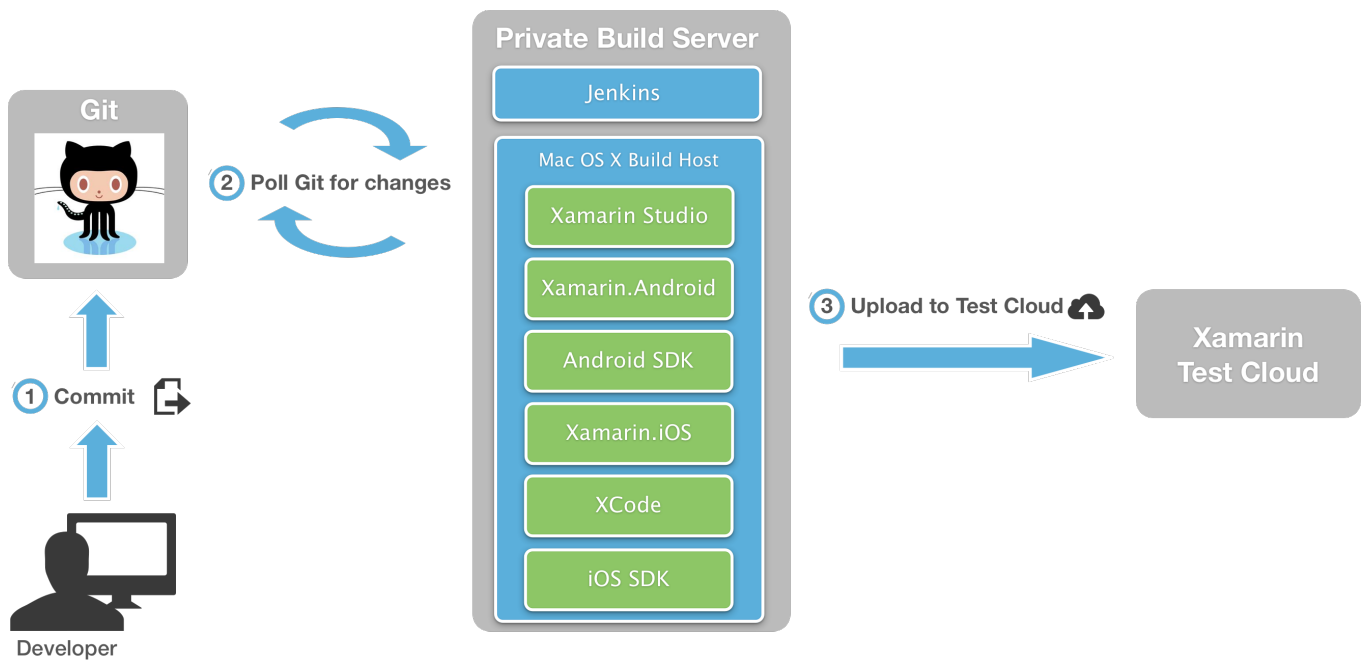 Git
2 Poll Git for changes
1 Commit
Developer
Private Build Server
Jenkins
Mac OS X Build Host
Xamarin Studio
Xamarin.Android
Android SDK
Xamarin.iOS
XCode
iOS SDK
3 Upload to Test Cloud
Xamarin
Test Cloud